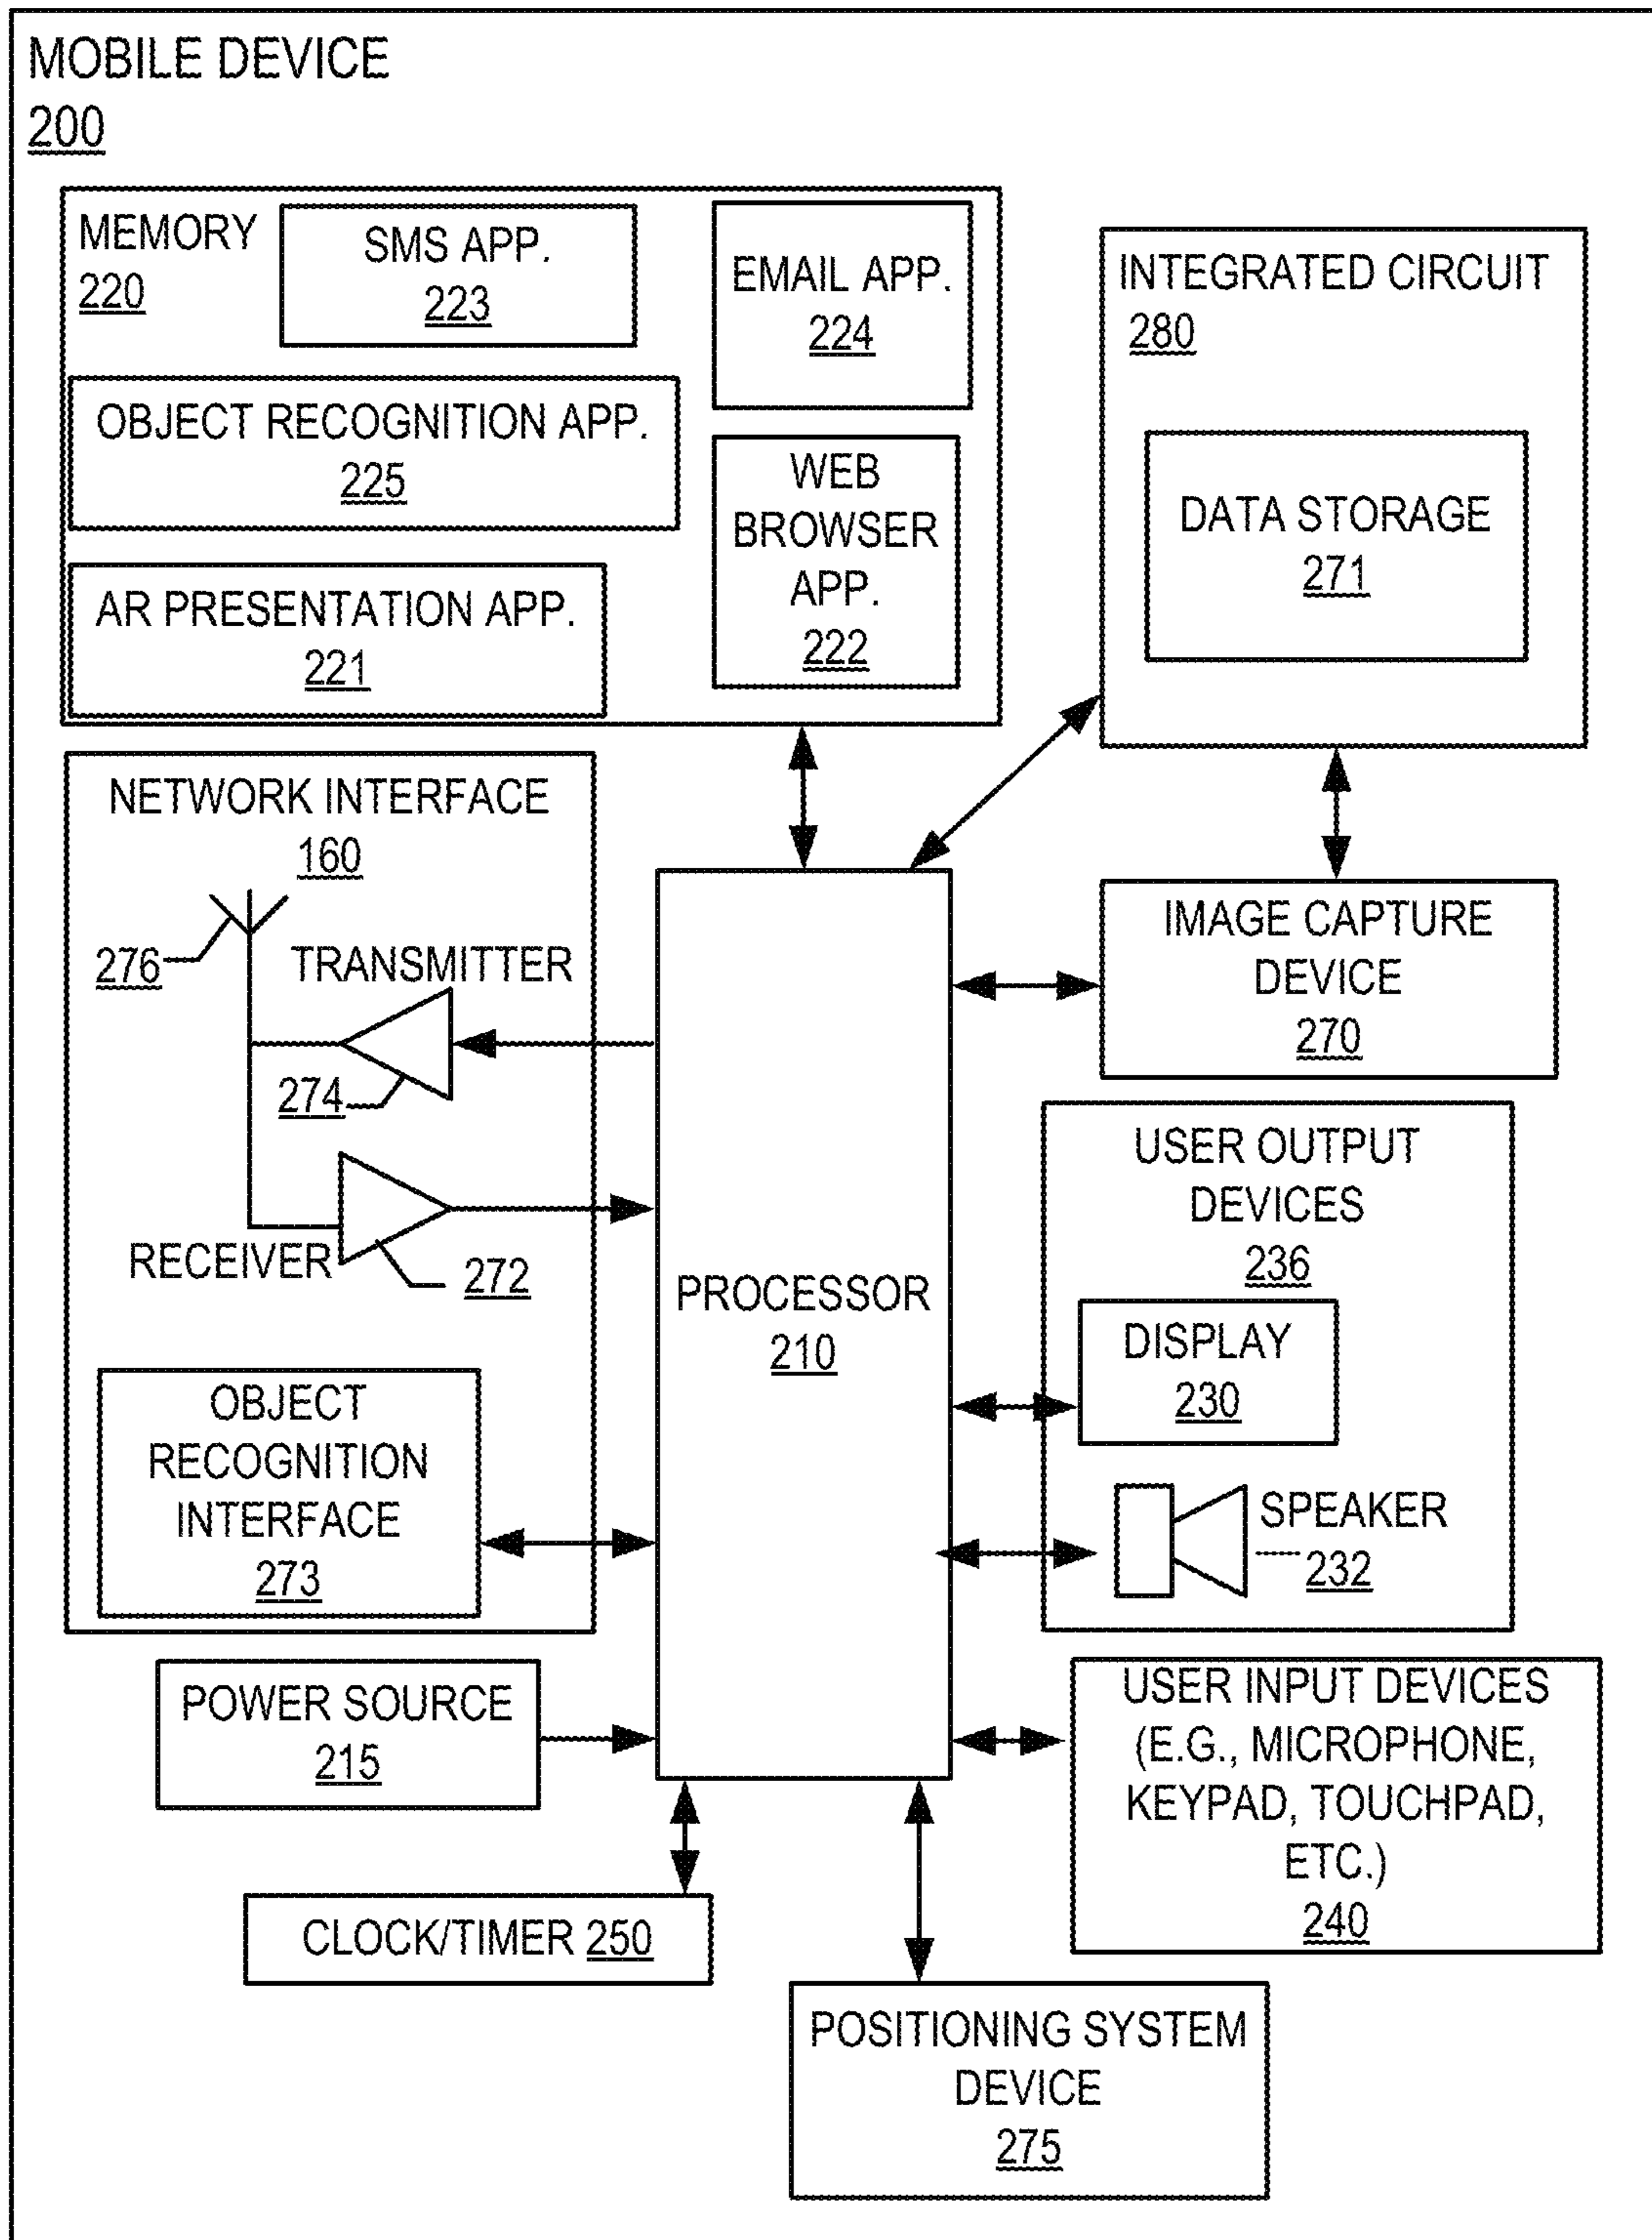 MOBILE DEVICE
200
MEMORY
220
SMS APP.
223
EMAIL APP.
224
OBJECT RECOGNITION APP.
225
WEB
BROWSER
APP.
222
AR PRESENTATION APP.
221
INTEGRATED CIRCUIT
280
DATA STORAGE
271
NETWORK INTERFACE
160
276
TRANSMITTER
274
RECEIVER
272
OBJECT
RECOGNITION
INTERFACE
273
PROCESSOR
210
IMAGE CAPTURE
DEVICE
270
USER OUTPUT
DEVICES
236
DISPLAY
230
SPEAKER
232
POWER SOURCE
215
USER INPUT DEVICES
(E.G., MICROPHONE,
KEYPAD, TOUCHPAD,
ETC.)
240
CLOCK/TIMER 250
POSITIONING SYSTEM
DEVICE
275